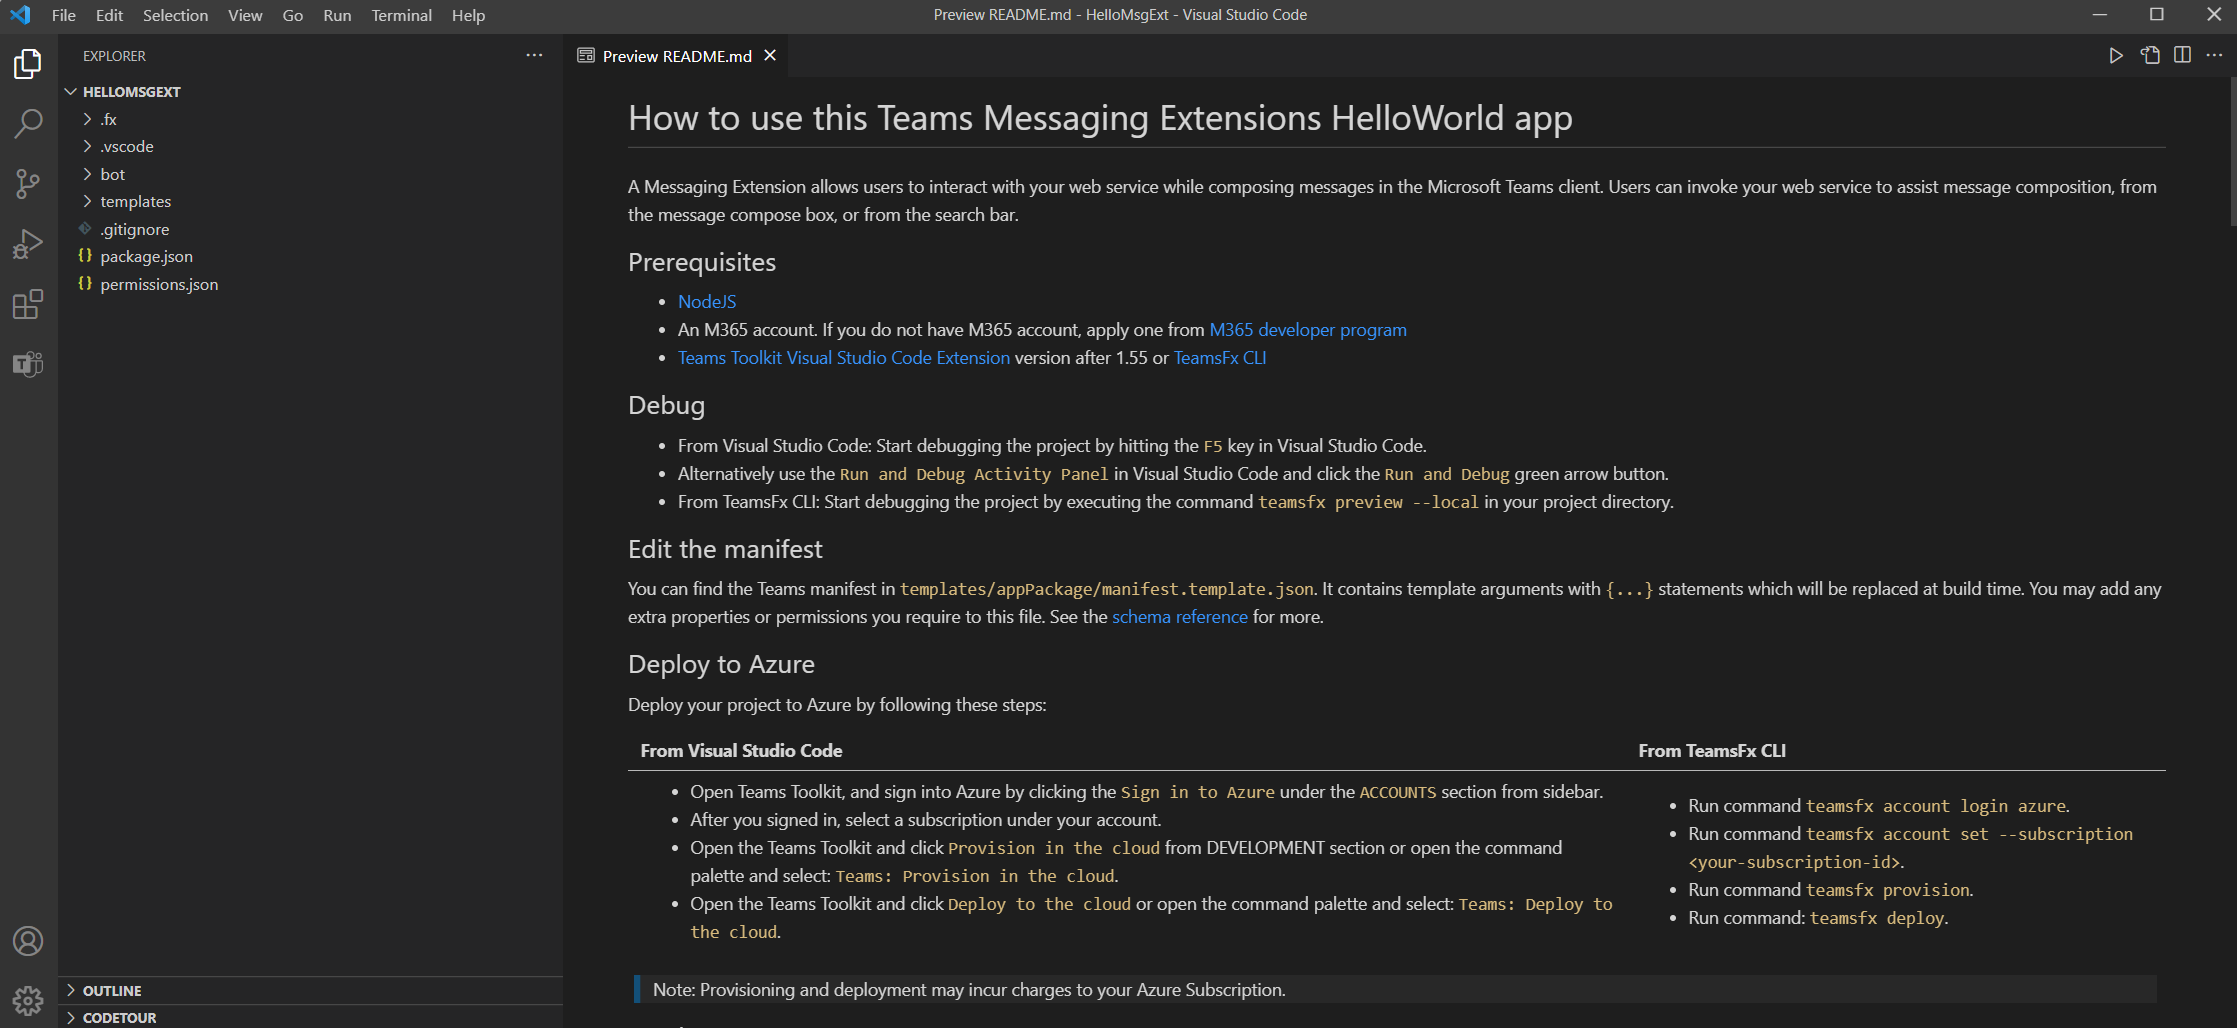 File Edit Selection View Go Run Terminal Help
Preview README.md - HelloMsgExt - Visual Studio Code
EXPLORER
Preview README.md
HELLOMSGEXT
.fx
.vscode
bot
templates
.gitignore
{} package.json
{} permissions.json
OUTLINE
CODETOUR
How to use this Teams Messaging Extensions HelloWorld app
A Messaging Extension allows users to interact with your web service while composing messages in the Microsoft Teams client. Users can invoke your web service to assist message composition, from
the message compose box, or from the search bar.
Prerequisites
• NodeJS
• An M365 account. If you do not have M365 account, apply one from M365 developer program
• Teams Toolkit Visual Studio Code Extension version after 1.55 or TeamsFx CLI
Debug
• From Visual Studio Code: Start debugging the project by hitting the F5 key in Visual Studio Code.
• Alternatively use the Run and Debug Activity Panel in Visual Studio Code and click the Run and Debug green arrow button.
• From TeamsFx CLI: Start debugging the project by executing the command teamsfx preview --local in your project directory.
Edit the manifest
You can find the Teams manifest in templates/appPackage/manifest.template.json. It contains template arguments with {...} statements which will be replaced at build time. You may add any
extra properties or permissions you require to this file. See the schema reference for more.
Deploy to Azure
Deploy your project to Azure by following these steps:
From Visual Studio Code
• Open Teams Toolkit, and sign into Azure by clicking the Sign in to Azure under the ACCOUNTS section from sidebar.
• After you signed in, select a subscription under your account.
• Open the Teams Toolkit and click Provision in the cloud from DEVELOPMENT section or open the command
palette and select: Teams: Provision in the cloud.
• Open the Teams Toolkit and click Deploy to the cloud or open the command palette and select: Teams: Deploy to
the cloud.
From TeamsFx CLI
• Run command teamsfx account login azure.
• Run command teamsfx account set --subscription
<your-subscription-id>.
• Run command teamsfx provision.
• Run command: teamsfx deploy.
Note: Provisioning and deployment may incur charges to your Azure Subscription.